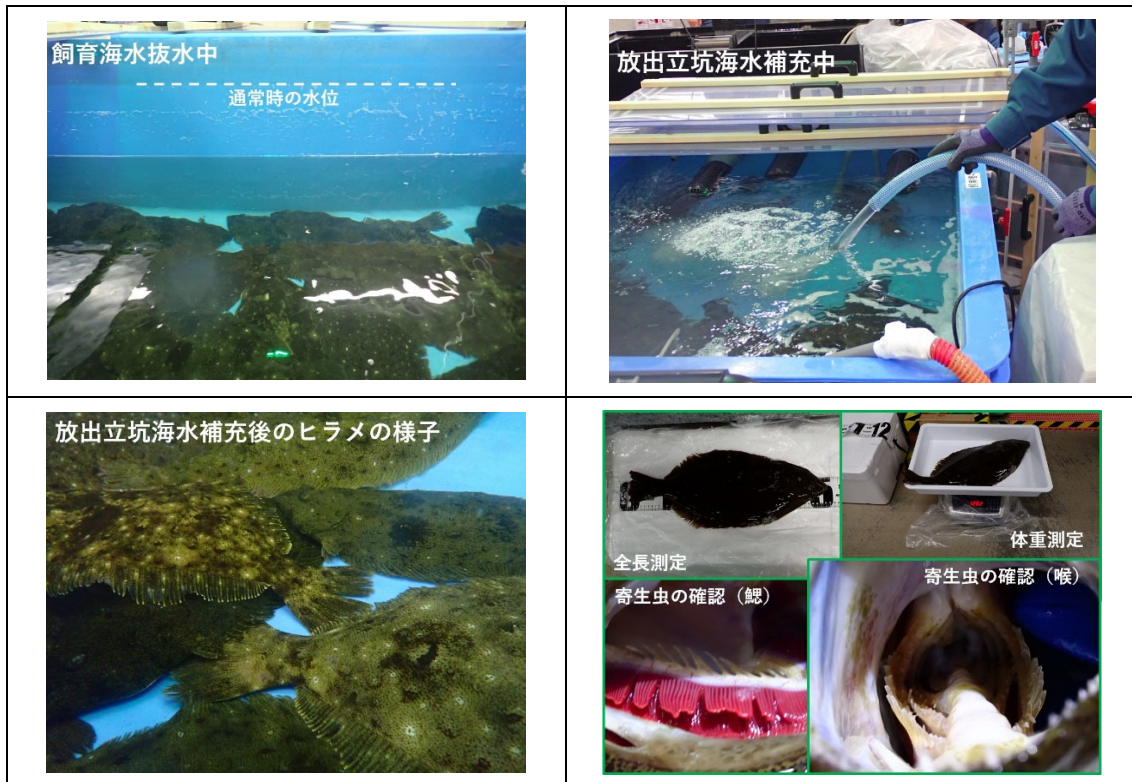 飼育海水抜水中
通常時の水位
放出立坑海水補充中
放出立坑海水補充後のヒラメの様子
全長測定
体重測定
寄生虫の確認（鰓）
寄生虫の確認（喉）